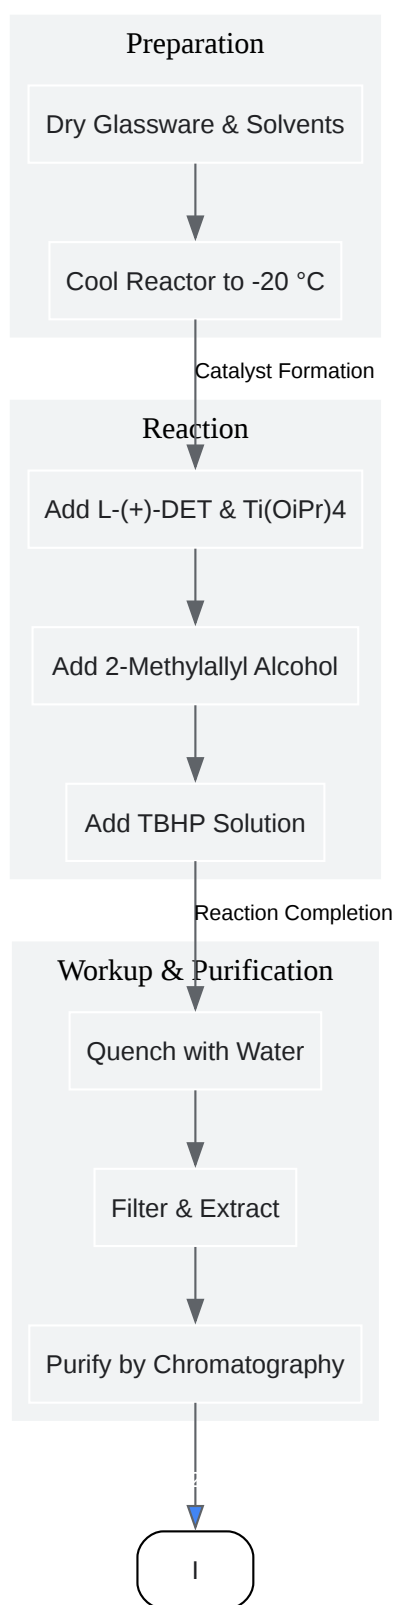 Preparation
Dry Glassware & Solvents
Cool Reactor to -20 °C
Catalyst Formation
Reaction
Add L-(+)-DET & Ti(OiPr)4
Add 2-Methylallyl Alcohol
Add TBHP Solution
Reaction Completion
Workup & Purification
Quench with Water
Filter & Extract
Purify by Chromatography
I